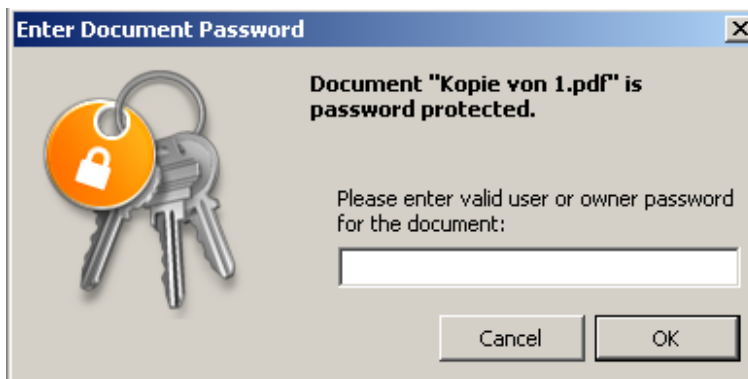 Enter Document Password
Document "Kopie von 1.pdf" is
password protected.
Please enter valid user or owner password
for the document:
Cancel
OK